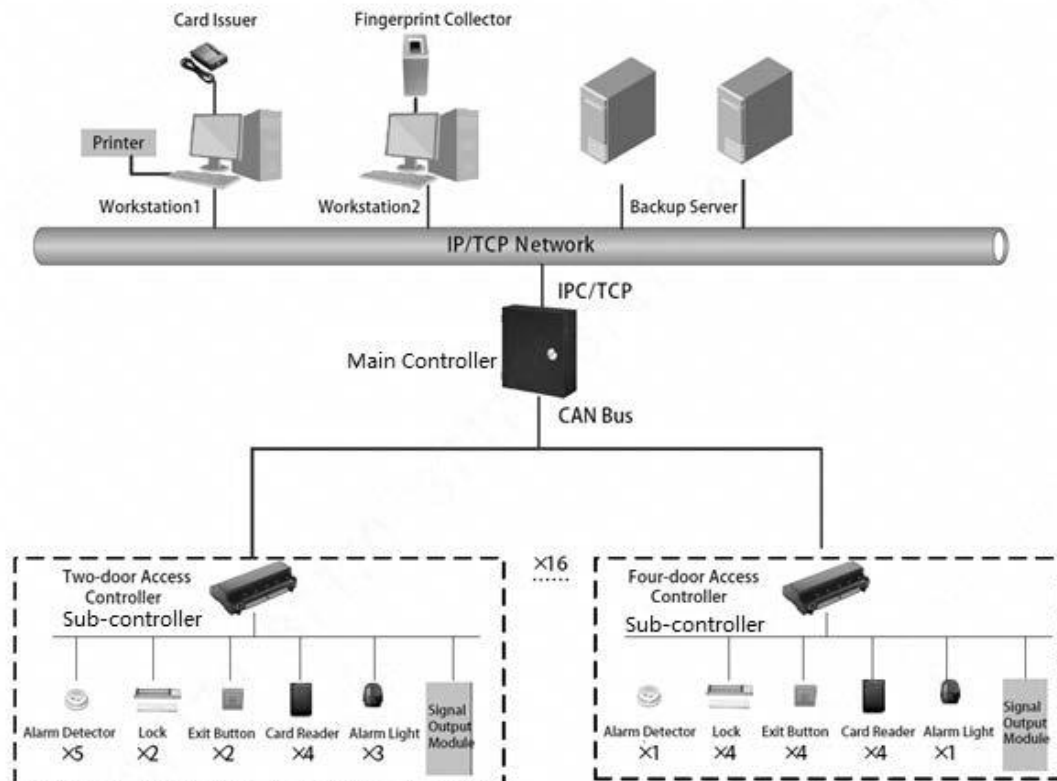 Card Issuer
Fingerprint Collector
Printer
Workstation1
Workstation2
Backup Server
IP/TCP Network
IPC/TCP
Main Controller
CAN Bus
×16
Two-door Access
Controller
Sub-controller
Alarm Detector
×5
Lock
×2
Exit Button
×2
Card Reader
×4
Alarm Light
×3
Signal
Output
Module
Four-door Access
Controller
Sub-controller
Alarm Detector
×1
Lock
×4
Exit Button
×4
Card Reader
×4
Alarm Light
×1
Signal
Output
Module